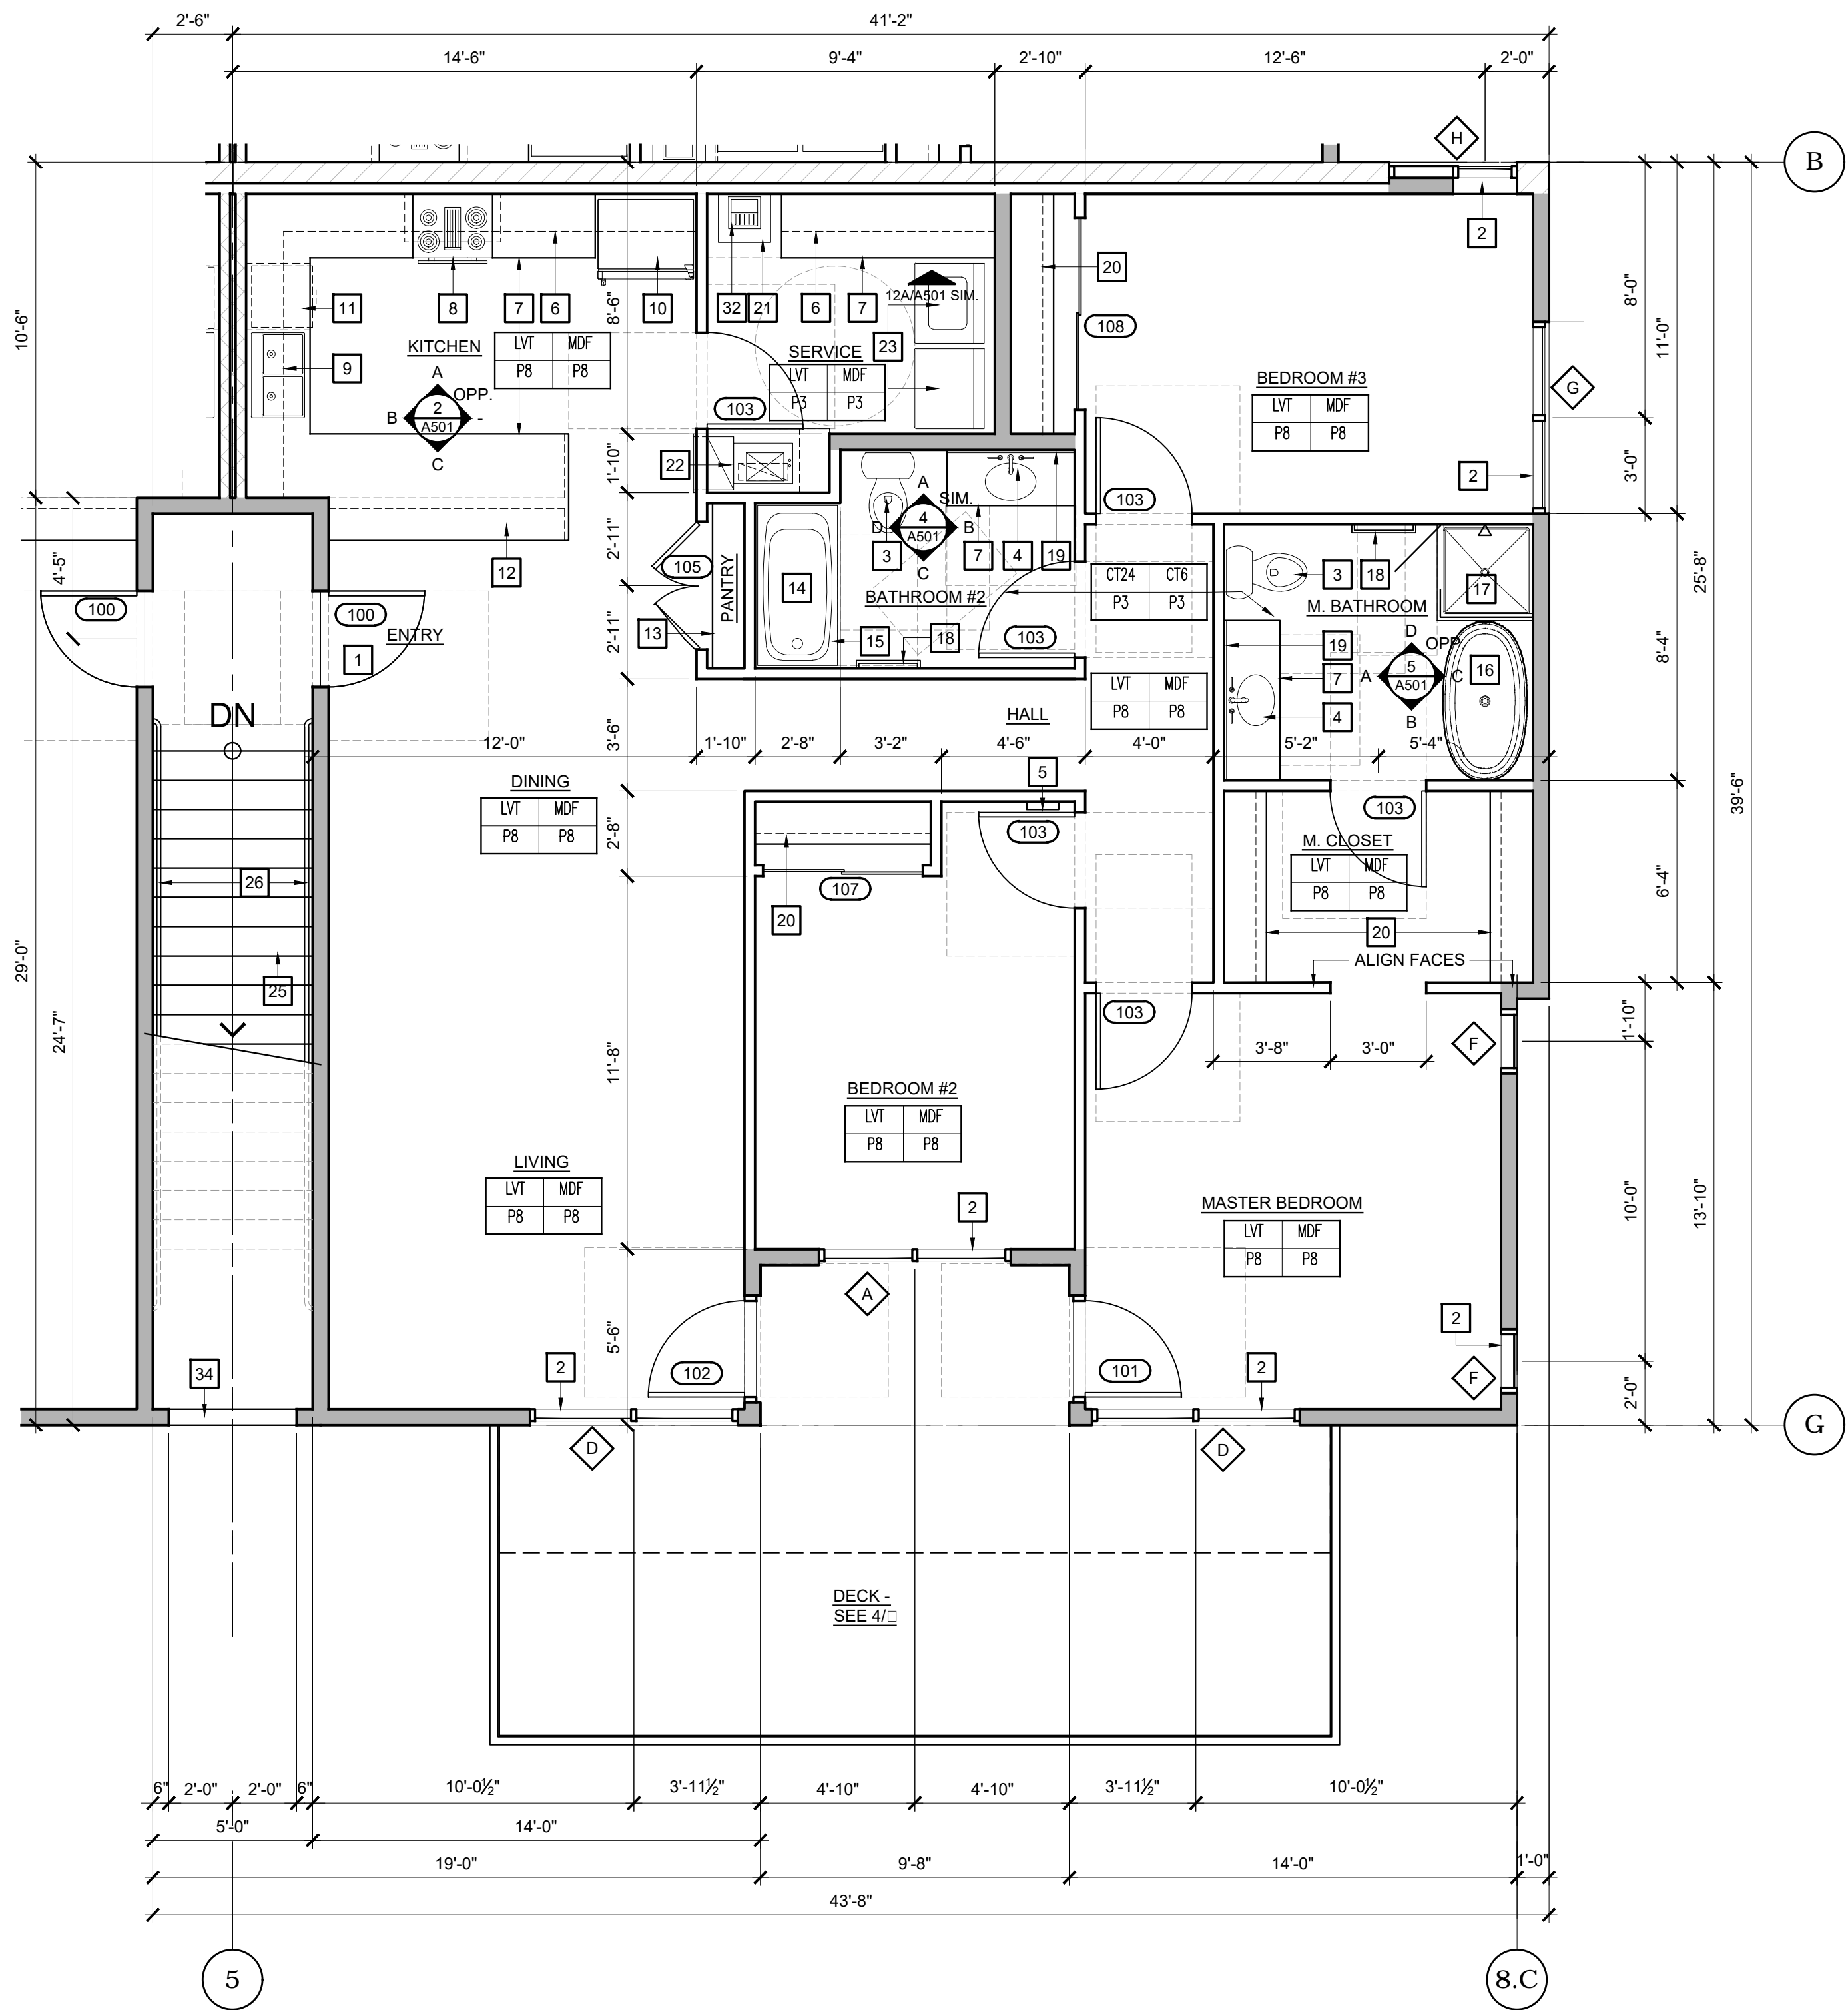 2'-6" 41'-2"
14'-6" 9'-4" 2'-10" 12'-6" 2'-0"
H
B
2
20
11 8 7 6 10 32 21 6 7
12A/A501 SIM.
8'-6"
10'-6"
8'-0"
11'-0"
108
KITCHEN
LVT MDF
P8 P8
SERVICE
LVT MDF
P3 P3
23
9
A
OPP.
B 2 -
A501
C
103
BEDROOM #3
LVT MDF
P8 P8
G
22
1'-10"
2
3'-0"
103
A
SIM.
D 4 B
A501
C
3 7 4 19
12
2'-11"
105
PANTRY
14
BATHROOM #2
CT24 CT6
P3 P3
3 18 17
M. BATHROOM
4'-5"
25'-8"
100 100
ENTRY
1
2'-11"
13
15 18
103
19
D
OPP.
A 5 C
A501
B
16
7
4
8'-4"
LVT MDF
P8 P8
DN
HALL
3'-6"
12'-0" 1'-10" 2'-8" 3'-2" 4'-6" 4'-0" 5'-2" 5'-4"
5
DINING
LVT MDF
P8 P8
39'-6"
103
103
2'-8"
M. CLOSET
LVT MDF
P8 P8
6'-4"
26
107
20
20
ALIGN FACES
29'-0"
25
103
24'-7"
1'-10"
F
3'-8" 3'-0"
11'-8"
BEDROOM #2
LVT MDF
P8 P8
LIVING
LVT MDF
P8 P8
MASTER BEDROOM
LVT MDF
P8 P8
10'-0"
13'-10"
2
A
2
5'-6"
34
2
102
101
2
F
2'-0"
G
D
D
DECK -
SEE 4/
6" 2'-0" 2'-0" 6" 10'-0½" 3'-11½" 4'-10" 4'-10" 3'-11½" 10'-0½"
5'-0" 14'-0"
19'-0" 9'-8" 14'-0" 1'-0"
43'-8"
5 8.C